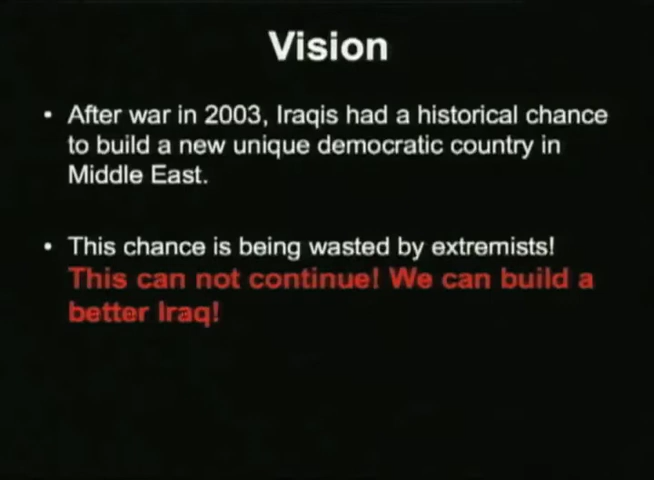 Vision
• After war in 2003, Iraqis had a historical chance
to build a new unique democratic country in
Middle East.
• This chance is being wasted by extremists!
This can not continue! We can build a
better Iraq!